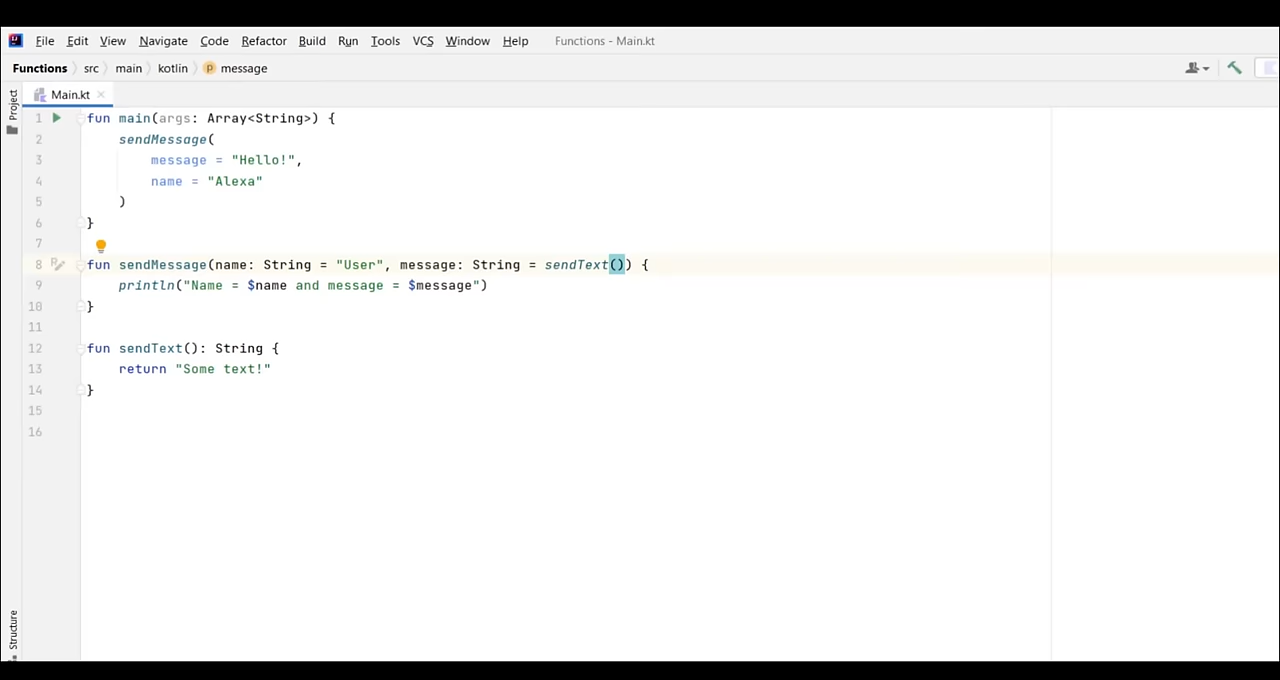 File Edit View Navigate Code Refactor Build Run Tools VCS Window Help Functions - Main.kt
Functions src main kotlin message
Project
Main.kt
1 fun main(args: Array<String>) {
2 sendMessage(
3 message = "Hello!",
4 name = "Alexa"
5 )
6 }
7
8 fun sendMessage(name: String = "User", message: String = sendText()) {
9 println("Name = $name and message = $message")
10 }
11
12 fun sendText(): String {
13 return "Some text!"
14 }
15
16
Structure